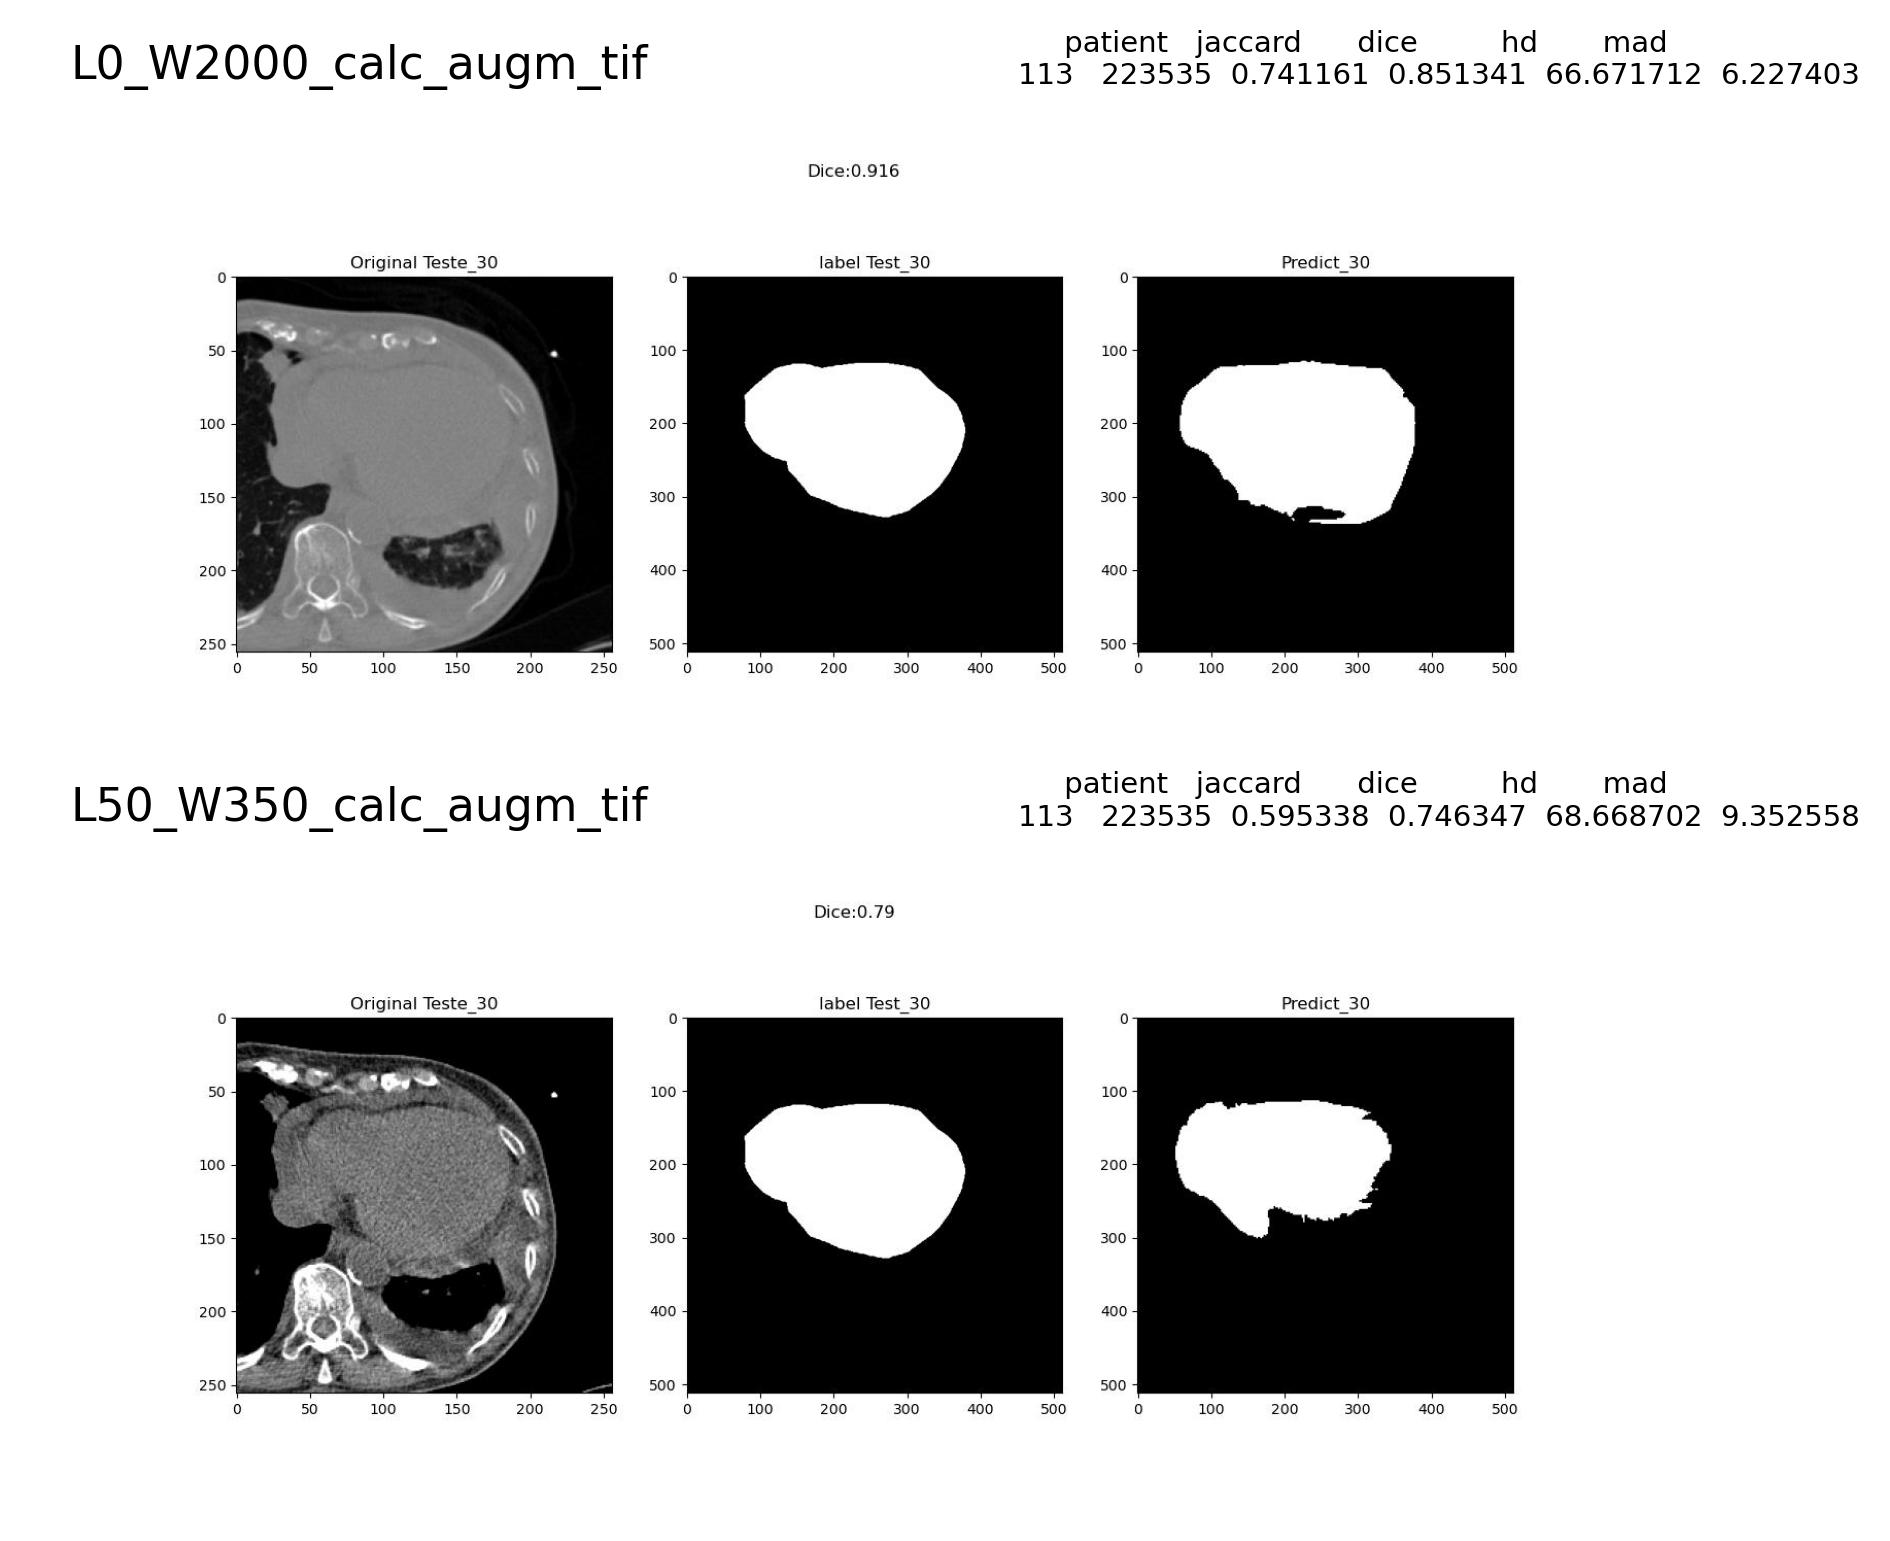 L0_W2000_calc_augm_tif
patient jaccard dice hd mad
113 223535 0.741161 0.851341 66.671712 6.227403
Dice:0.916
Original Teste_30
label Test_30
Predict_30
0
50
100
150
200
250
0 50 100 150 200 250
0
100
200
300
400
500
0 100 200 300 400 500
0
100
200
300
400
500
0 100 200 300 400 500
L50_W350_calc_augm_tif
patient jaccard dice hd mad
113 223535 0.595338 0.746347 68.668702 9.352558
Dice:0.79
Original Teste_30
label Test_30
Predict_30
0
50
100
150
200
250
0 50 100 150 200 250
0
100
200
300
400
500
0 100 200 300 400 500
0
100
200
300
400
500
0 100 200 300 400 500